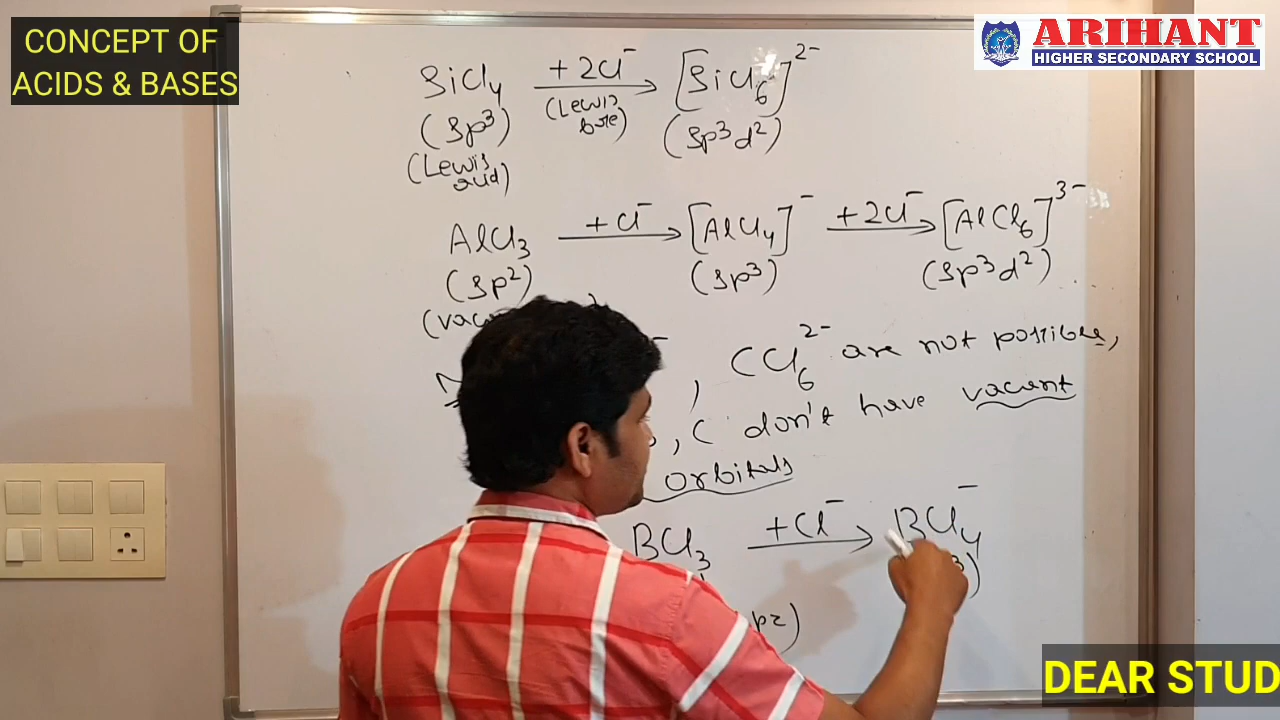 CONCEPT OF
ACIDS & BASES
ARIHANT
HIGHER SECONDARY SCHOOL
SiCl4 + 2Cl⁻ → [SiCl6]²⁻
(sp³) (Lewis base) (sp³d²)
(Lewis acid)
AlCl3 + Cl⁻ → [AlCl4]⁻ + 2Cl⁻ → [AlCl6]³⁻
(sp²) (sp³) (sp³d²)
, CCl6²⁻ are not possible,
, C don't have vacant
orbitals
BCl3 + Cl⁻ → BCl4⁻
DEAR STUD